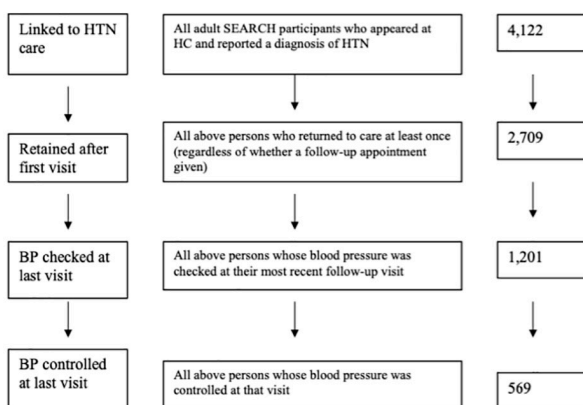 Linked to HTN
care
All adult SEARCH participants who appeared at
HC and reported a diagnosis of HTN
4,122
Retained after
first visit
All above persons who returned to care at least once
(regardless of whether a follow-up appointment
given)
2,709
BP checked at
last visit
All above persons whose blood pressure was
checked at their most recent follow-up visit
1,201
BP controlled
at last visit
All above persons whose blood pressure was
controlled at that visit
569